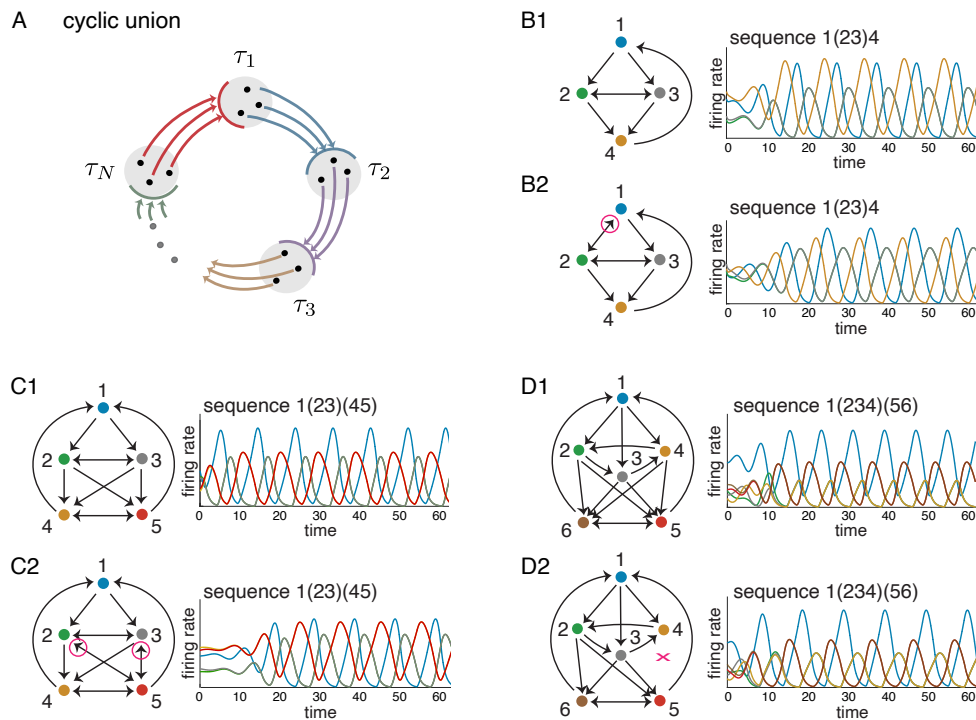 A cyclic union
τ1
τ2
τ3
τN
B1
1
2
3
4
sequence 1(23)4
firing rate
0 10 20 30 40 50 60
time
B2
1
2
3
4
sequence 1(23)4
firing rate
0 10 20 30 40 50 60
time
C1
1
2
3
4
5
sequence 1(23)(45)
firing rate
0 10 20 30 40 50 60
time
C2
1
2
3
4
5
sequence 1(23)(45)
firing rate
0 10 20 30 40 50 60
time
D1
1
2
4
3
6
5
sequence 1(234)(56)
firing rate
0 10 20 30 40 50 60
time
D2
1
2
3
4
6
5
sequence 1(234)(56)
firing rate
0 10 20 30 40 50 60
time